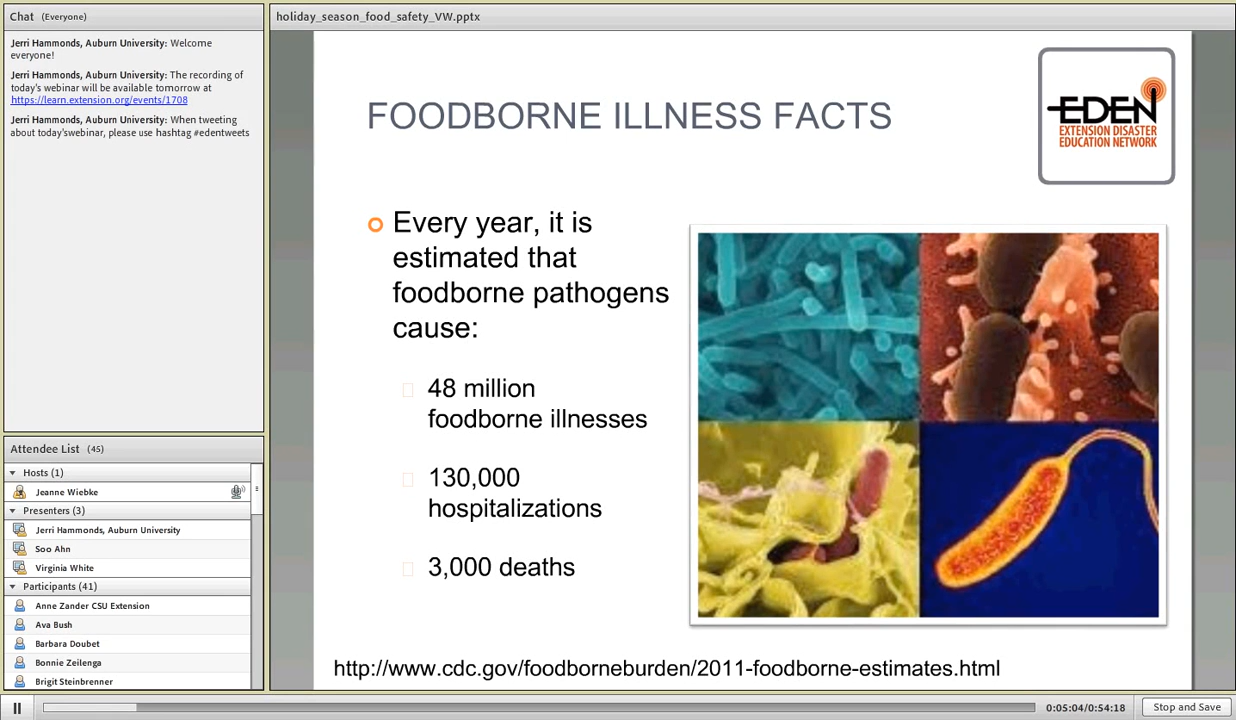 Chat (Everyone)
Jerri Hammonds, Auburn University: Welcome
everyone!
Jerri Hammonds, Auburn University: The recording of
today's webinar will be available tomorrow at
https://learn.extension.org/events/1708
Jerri Hammonds, Auburn University: When tweeting
about today'swebinar, please use hashtag #edentweets
Attendee List (45)
Hosts (1)
Jeanne Wiebke
Presenters (3)
Jerri Hammonds, Auburn University
Soo Ahn
Virginia White
Participants (41)
Anne Zander CSU Extension
Ava Bush
Barbara Doubet
Bonnie Zeilenga
Brigit Steinbrenner
holiday_season_food_safety_VW.pptx
FOODBORNE ILLNESS FACTS
EDEN
EXTENSION DISASTER
EDUCATION NETWORK
Every year, it is
estimated that
foodborne pathogens
cause:
48 million
foodborne illnesses
130,000
hospitalizations
3,000 deaths
http://www.cdc.gov/foodborneburden/2011-foodborne-estimates.html
0:05:04/0:54:18
Stop and Save